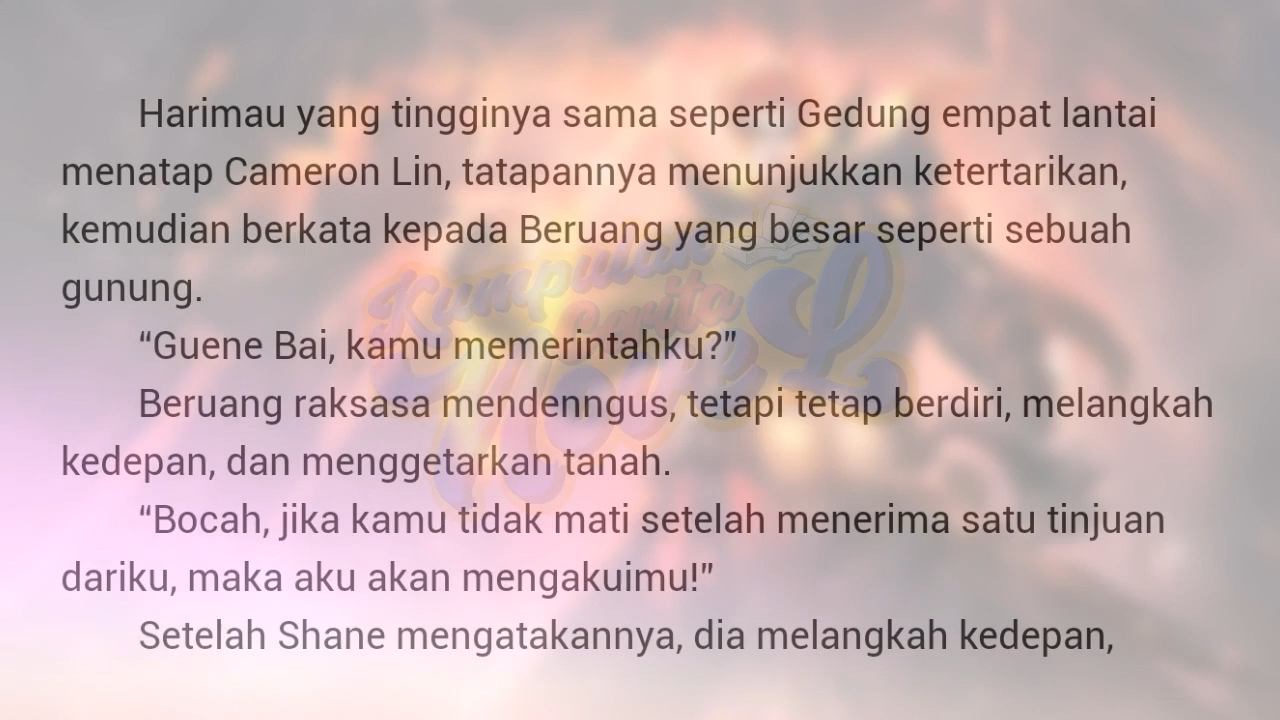 Harimau yang tingginya sama seperti Gedung empat lantai
menatap Cameron Lin, tatapannya menunjukkan ketertarikan,
kemudian berkata kepada Beruang yang besar seperti sebuah
gunung.
“Guene Bai, kamu memerintahku?”
Beruang raksasa mendenngus, tetapi tetap berdiri, melangkah
kedepan, dan menggetarkan tanah.
“Bocah, jika kamu tidak mati setelah menerima satu tinjuan
dariku, maka aku akan mengakuimu!”
Setelah Shane mengatakannya, dia melangkah kedepan,
Kumpulan
Cerita
Novel
L